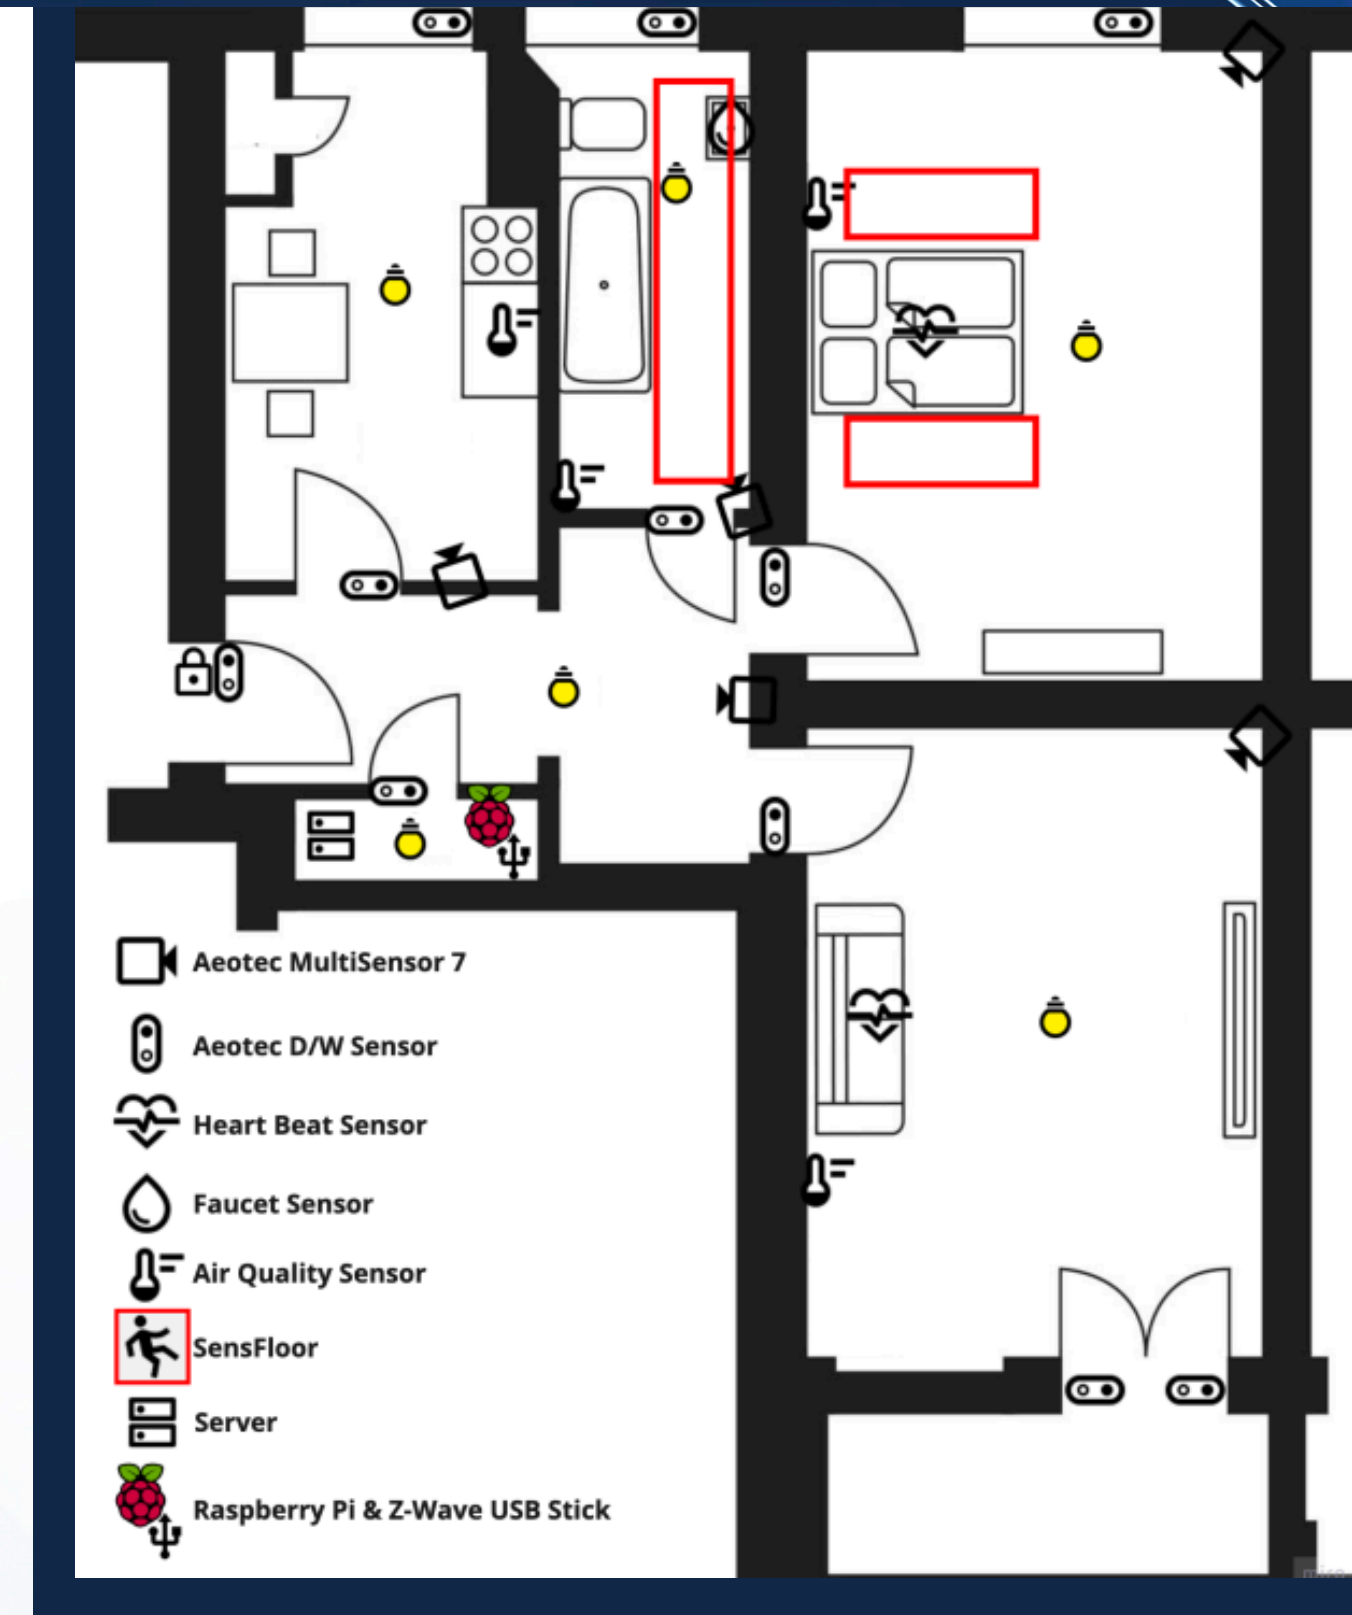 Aeotec MultiSensor 7
Aeotec D/W Sensor
Heart Beat Sensor
Faucet Sensor
Air Quality Sensor
SensFloor
Server
Raspberry Pi & Z-Wave USB Stick